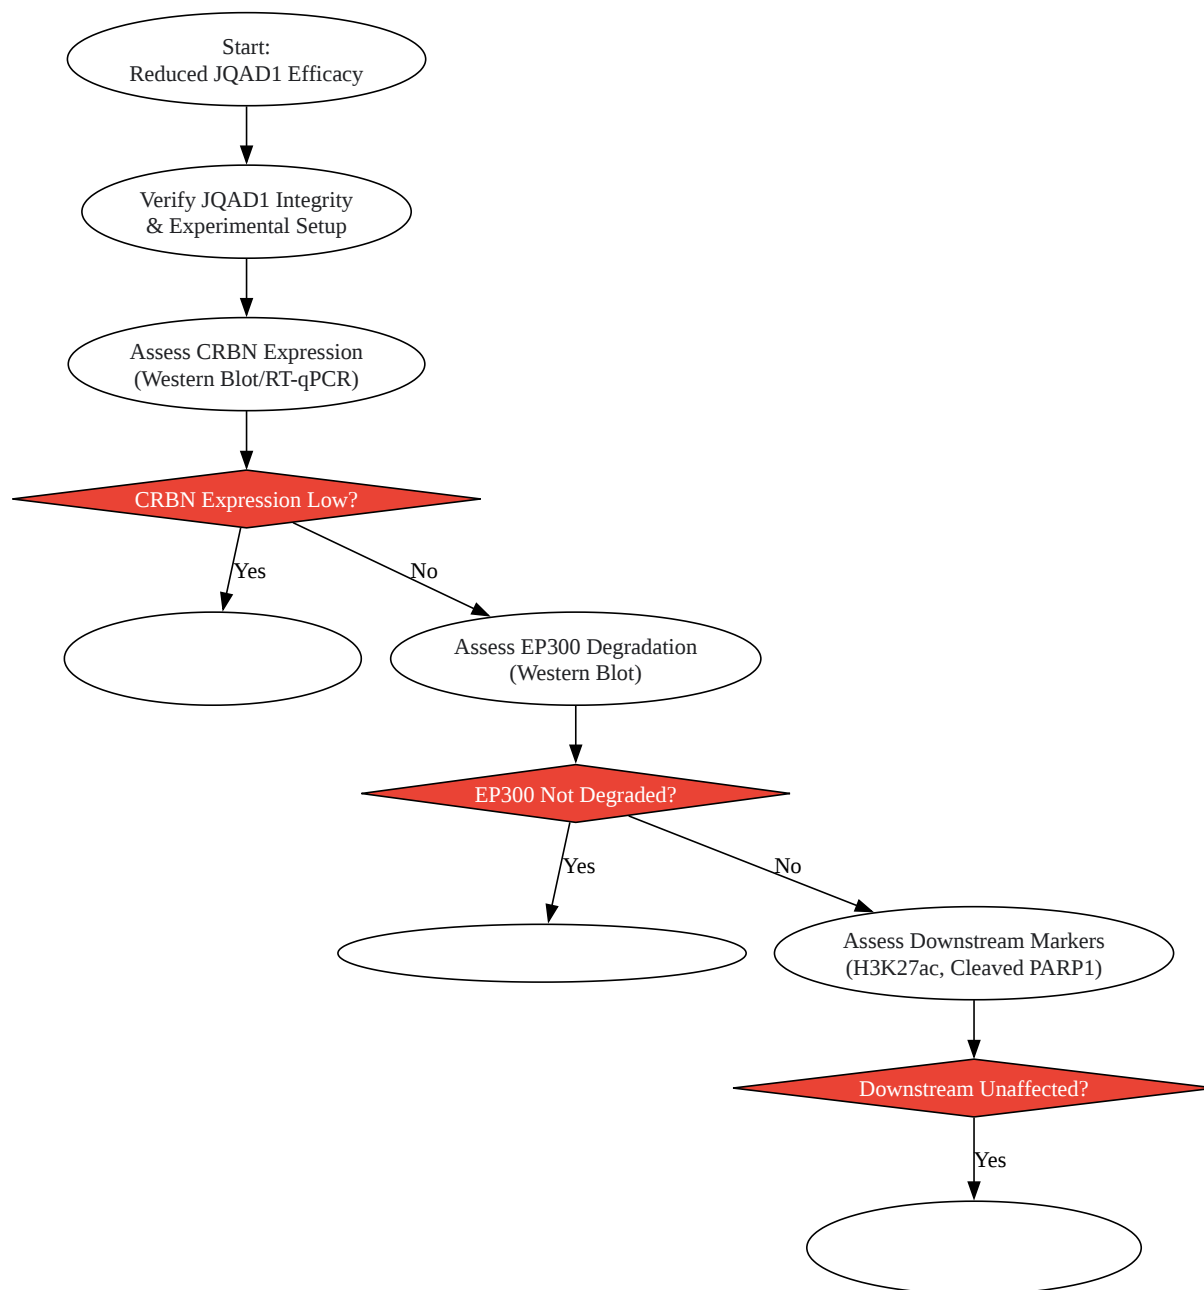 Start:
Reduced JQAD1 Efficacy
Verify JQAD1 Integrity
& Experimental Setup
Assess CRBN Expression
(Western Blot/RT-qPCR)
CRBN Expression Low?
Yes
No
Assess EP300 Degradation
(Western Blot)
EP300 Not Degraded?
Yes
No
Assess Downstream Markers
(H3K27ac, Cleaved PARP1)
Downstream Unaffected?
Yes